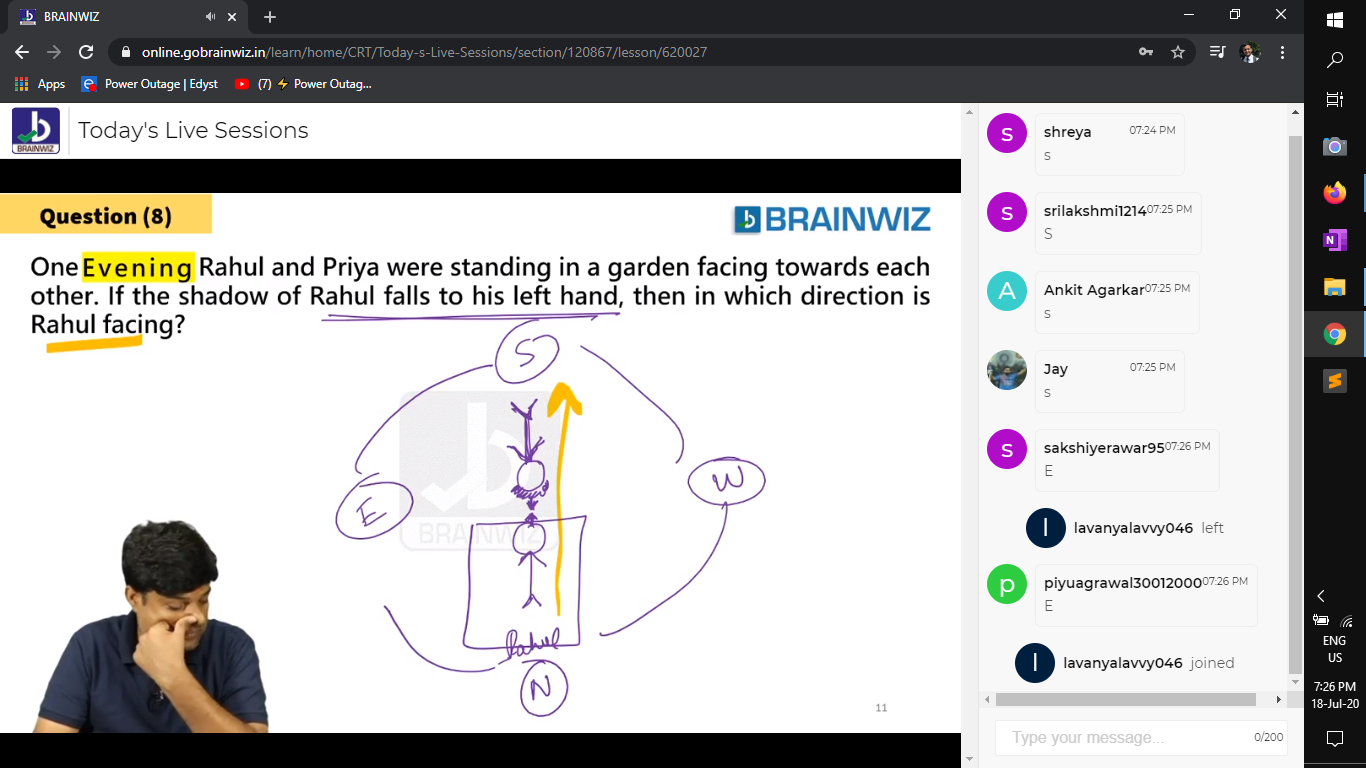 BRAINWIZ
online.gobrainwiz.in/learn/home/CRT/Today-s-Live-Sessions/section/120867/lesson/620027
Apps Power Outage | Edyst (7) ⚡ Power Outag...
BRAINWIZ
Today's Live Sessions
Question (8)
BRAINWIZ
One Evening Rahul and Priya were standing in a garden facing towards each
other. If the shadow of Rahul falls to his left hand, then in which direction is
Rahul facing?
S
E
W
BRAINWIZ
Rahul
N
11
s
shreya 07:24 PM
s
s
srilakshmi1214 07:25 PM
S
A
Ankit Agarkar 07:25 PM
s
Jay 07:25 PM
s
s
sakshiyerawar95 07:26 PM
E
l
lavanyalavvy046 left
p
piyuagrawal30012000 07:26 PM
E
l
lavanyalavvy046 joined
Type your message... 0/200
N
ENG
US
7:26 PM
18-Jul-20